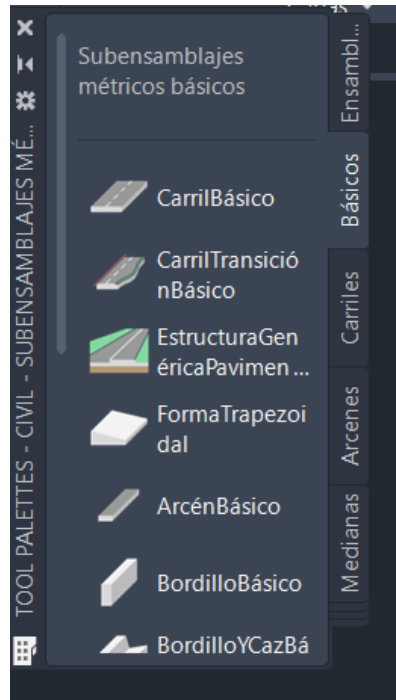 Subensamblajes
métricos básicos
CarrilBásico
CarrilTransició
nBásico
EstructuraGen
éricaPavimen ...
FormaTrapezoi
dal
ArcénBásico
BordilloBásico
BordilloYCazBá
Ensambl...
Básicos
Carriles
Arcenes
Medianas
TOOL PALETTES - CIVIL - SUBENSAMBLAJES MÉ...